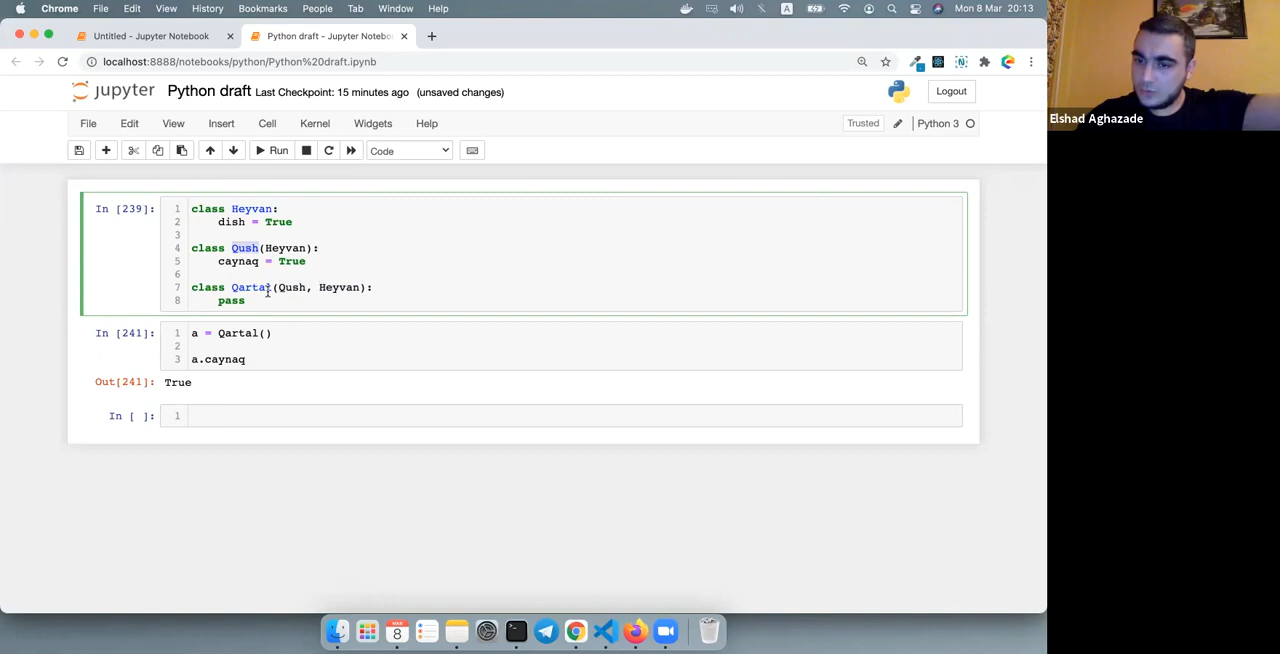 Chrome File Edit View History Bookmarks People Tab Window Help A Mon 8 Mar 20:13
Untitled - Jupyter Notebook Python draft - Jupyter Notebo
localhost:8888/notebooks/python/Python%20draft.ipynb
jupyter Python draft Last Checkpoint: 15 minutes ago (unsaved changes) Logout
File Edit View Insert Cell Kernel Widgets Help Trusted Python 3
Run Code
In [239]: 1 class Heyvan:
2 dish = True
3
4 class Qush(Heyvan):
5 caynaq = True
6
7 class Qartal(Qush, Heyvan):
8 pass
In [241]: 1 a = Qartal()
2
3 a.caynaq
Out[241]: True
In [ ]: 1
Elshad Aghazade
MAR
8